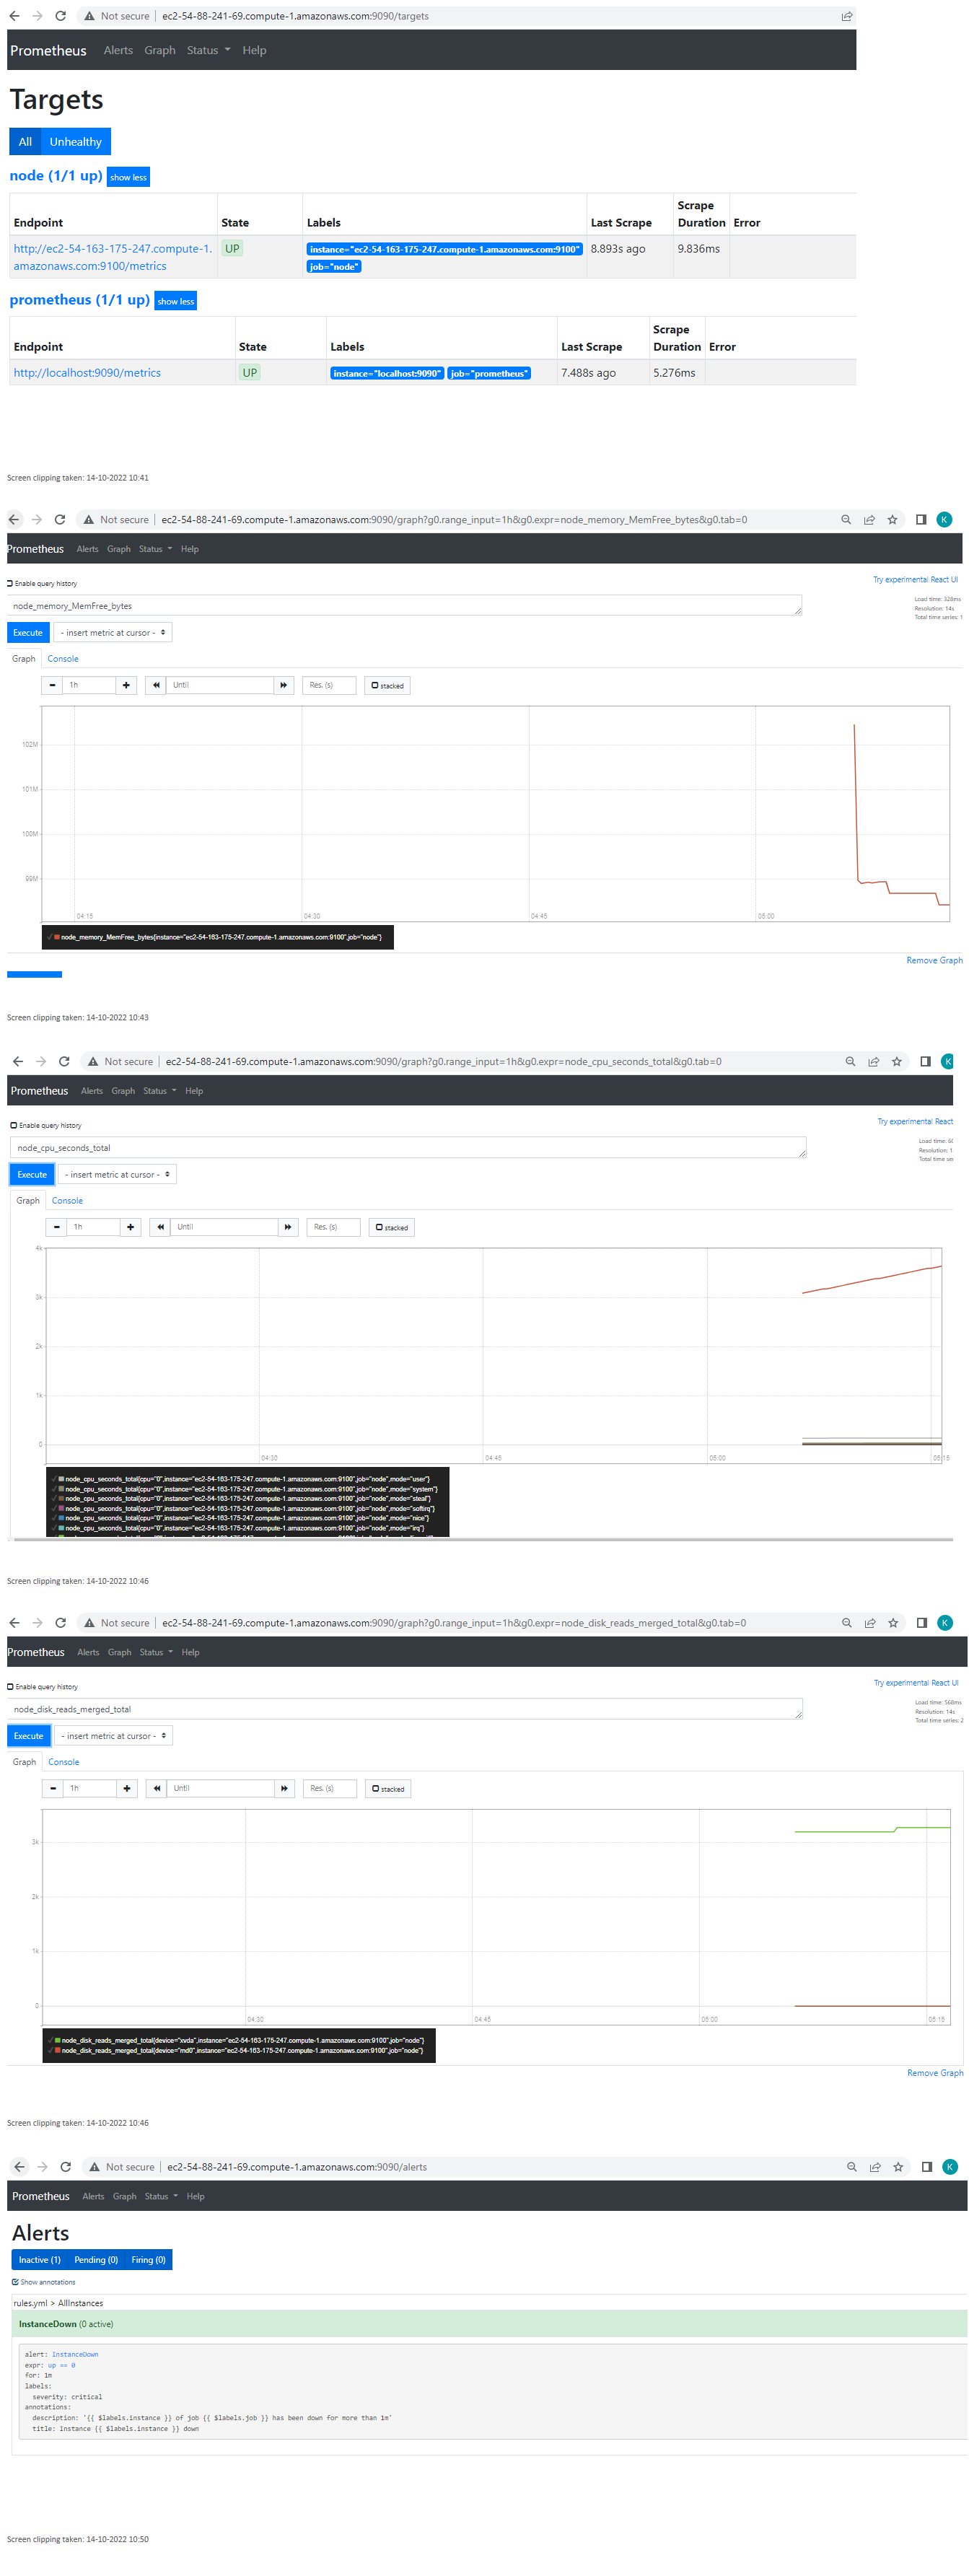 Not secure | ec2-54-88-241-69.compute-1.amazonaws.com:9090/targets
Prometheus Alerts Graph Status Help
Targets
All Unhealthy
node (1/1 up) show less
Endpoint State Labels Last Scrape Scrape Duration Error
http://ec2-54-163-175-247.compute-1. UP instance="ec2-54-163-175-247.compute-1.amazonaws.com:9100" 8.893s ago 9.836ms
amazonaws.com:9100/metrics job="node"
prometheus (1/1 up) show less
Endpoint State Labels Last Scrape Scrape Duration Error
http://localhost:9090/metrics UP instance="localhost:9090" job="prometheus" 7.488s ago 5.276ms
Screen clipping taken: 14-10-2022 10:41
Not secure | ec2-54-88-241-69.compute-1.amazonaws.com:9090/graph?g0.range_input=1h&g0.expr=node_memory_MemFree_bytes&g0.tab=0 K
Prometheus Alerts Graph Status Help
Enable query history Try experimental React UI
node_memory_MemFree_bytes Load time: 328ms
Resolution: 14s
Total time series: 1
Execute - insert metric at cursor -
Graph Console
1h Until Res. (s) stacked
102M
101M
100M
99M
04:15 04:30 04:45 05:00
node_memory_MemFree_bytes{instance="ec2-54-163-175-247.compute-1.amazonaws.com:9100",job="node"}
Remove Graph
Screen clipping taken: 14-10-2022 10:43
Not secure | ec2-54-88-241-69.compute-1.amazonaws.com:9090/graph?g0.range_input=1h&g0.expr=node_cpu_seconds_total&g0.tab=0 K
Prometheus Alerts Graph Status Help
Enable query history Try experimental React
node_cpu_seconds_total Load time:
Resolution: 1
Total time
Execute - insert metric at cursor -
Graph Console
1h Until Res. (s) stacked
4k
3k
2k
1k
0
04:30 04:45 05:00 05:15
node_cpu_seconds_total{cpu="0",instance="ec2-54-163-175-247.compute-1.amazonaws.com:9100",job="node",mode="user"}
node_cpu_seconds_total{cpu="0",instance="ec2-54-163-175-247.compute-1.amazonaws.com:9100",job="node",mode="system"}
node_cpu_seconds_total{cpu="0",instance="ec2-54-163-175-247.compute-1.amazonaws.com:9100",job="node",mode="steal"}
node_cpu_seconds_total{cpu="0",instance="ec2-54-163-175-247.compute-1.amazonaws.com:9100",job="node",mode="softirq"}
node_cpu_seconds_total{cpu="0",instance="ec2-54-163-175-247.compute-1.amazonaws.com:9100",job="node",mode="nice"}
node_cpu_seconds_total{cpu="0",instance="ec2-54-163-175-247.compute-1.amazonaws.com:9100",job="node",mode="irq"}
Screen clipping taken: 14-10-2022 10:46
Not secure | ec2-54-88-241-69.compute-1.amazonaws.com:9090/graph?g0.range_input=1h&g0.expr=node_disk_reads_merged_total&g0.tab=0 K
Prometheus Alerts Graph Status Help
Enable query history Try experimental React UI
node_disk_reads_merged_total Load time: 568ms
Resolution: 14s
Total time series: 2
Execute - insert metric at cursor -
Graph Console
1h Until Res. (s) stacked
3k
2k
1k
0
04:30 04:45 05:00 05:15
node_disk_reads_merged_total{device="xvda",instance="ec2-54-163-175-247.compute-1.amazonaws.com:9100",job="node"}
node_disk_reads_merged_total{device="md0",instance="ec2-54-163-175-247.compute-1.amazonaws.com:9100",job="node"}
Remove Graph
Screen clipping taken: 14-10-2022 10:46
Not secure | ec2-54-88-241-69.compute-1.amazonaws.com:9090/alerts K
Prometheus Alerts Graph Status Help
Alerts
Inactive (1) Pending (0) Firing (0)
Show annotations
rules.yml > AllInstances
InstanceDown (0 active)
alert: InstanceDown
expr: up == 0
for: 1m
labels:
severity: critical
annotations:
description: '{{ $labels.instance }} of job {{ $labels.job }} has been down for more than 1m'
title: Instance {{ $labels.instance }} down
Screen clipping taken: 14-10-2022 10:50